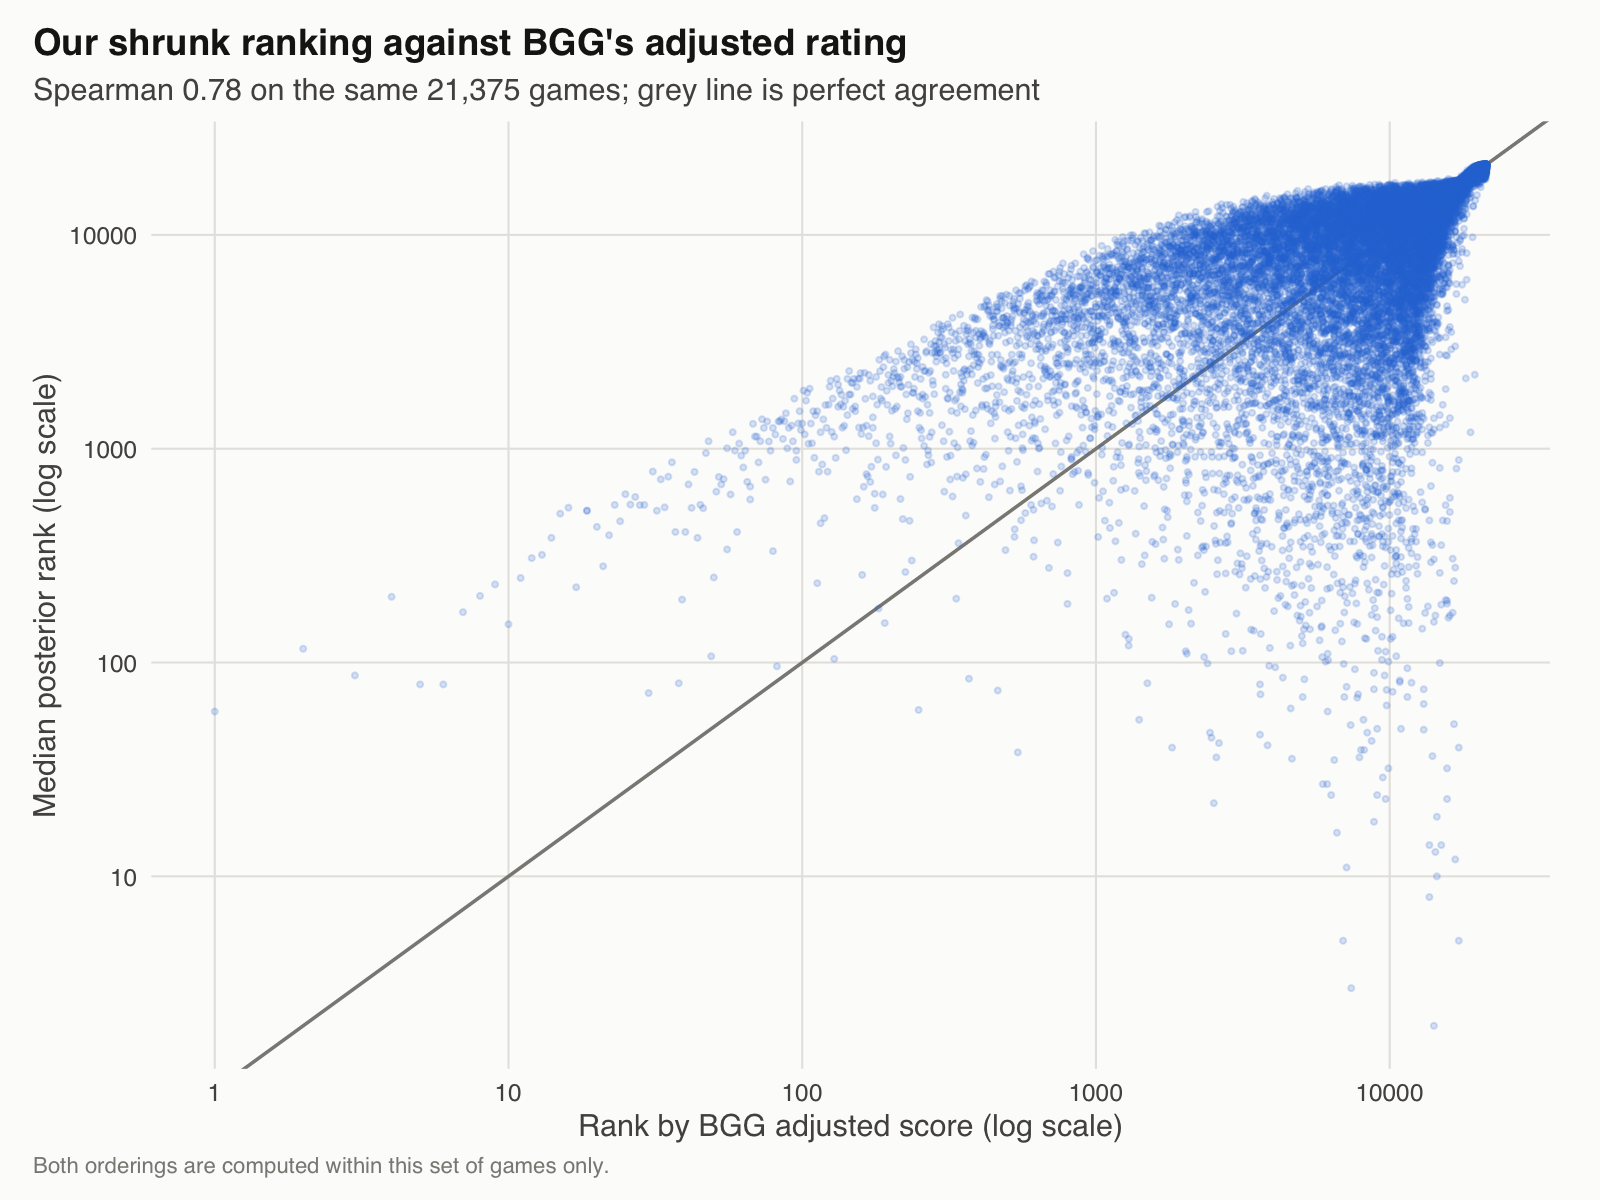 Our shrunk ranking against BGG's adjusted rating
Spearman 0.78 on the same 21,375 games; grey line is perfect agreement
Median posterior rank (log scale)
10000
1000
100
10
1
10
100
1000
10000
Rank by BGG adjusted score (log scale)
Both orderings are computed within this set of games only.